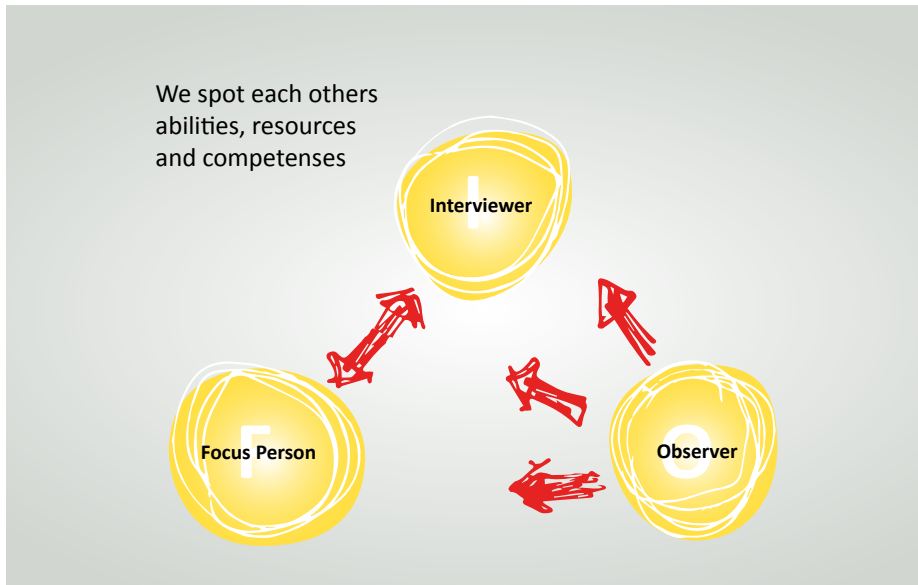 We spot each others
abilities, resources
and competenses
I
Interviewer
F
Focus Person
O
Observer